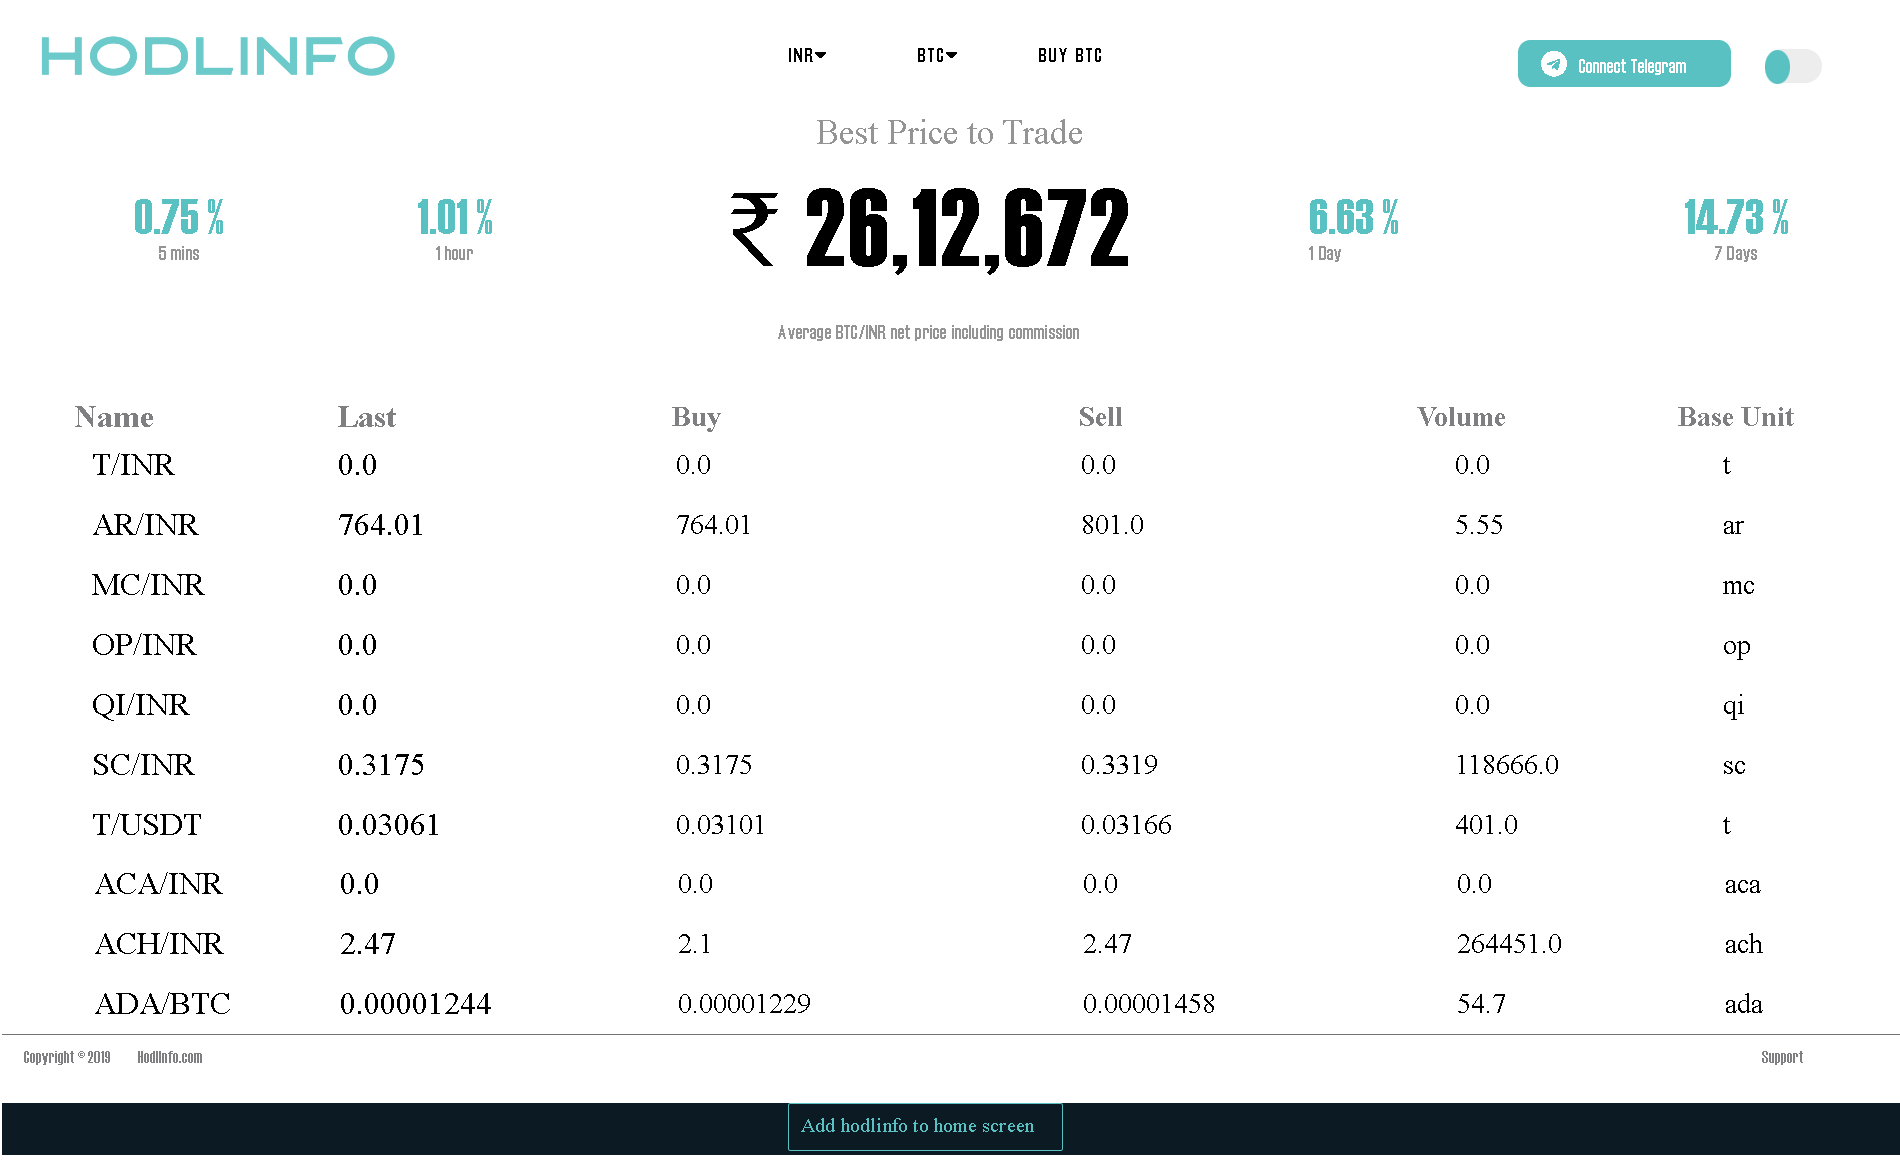 HODLINFO
INR BTC BUY BTC
Connect Telegram
Best Price to Trade
0.75 % 1.01 % ₹ 26,12,672 6.63 % 14.73 %
5 mins 1 hour 1 Day 7 Days
Average BTC/INR net price including commission
Name Last Buy Sell Volume Base Unit
T/INR 0.0 0.0 0.0 0.0 t
AR/INR 764.01 764.01 801.0 5.55 ar
MC/INR 0.0 0.0 0.0 0.0 mc
OP/INR 0.0 0.0 0.0 0.0 op
QI/INR 0.0 0.0 0.0 0.0 qi
SC/INR 0.3175 0.3175 0.3319 118666.0 sc
T/USDT 0.03061 0.03101 0.03166 401.0 t
ACA/INR 0.0 0.0 0.0 0.0 aca
ACH/INR 2.47 2.1 2.47 264451.0 ach
ADA/BTC 0.00001244 0.00001229 0.00001458 54.7 ada
Copyright © 2019 HodlInfo.com Support
Add hodlinfo to home screen